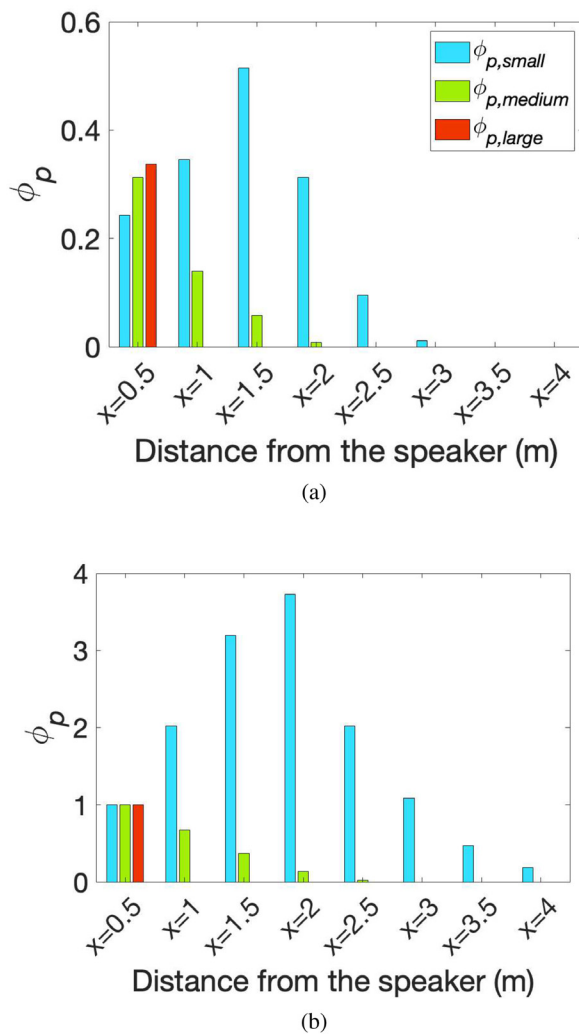 0.6
0.4
0.2
0
ϕp
ϕp,small
ϕp,medium
ϕp,large
x=0.5
x=1
x=1.5
x=2
x=2.5
x=3
x=3.5
x=4
Distance from the speaker (m)
(a)
4
3
2
1
0
ϕp
x=0.5
x=1
x=1.5
x=2
x=2.5
x=3
x=3.5
x=4
Distance from the speaker (m)
(b)